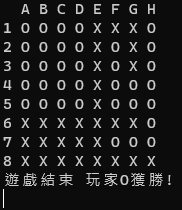 A B C D E F G H
1 O O O O X X X O
2 O O O O X O X O
3 O O O O X O X O
4 O O O O X X X O
5 O O O O X O O O
6 X X X X X X X O
7 X X X X X O O O
8 X X X X X X X X
遊戲結束 玩家O獲勝!